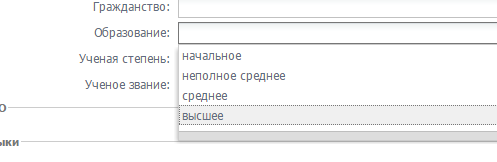 Гражданство:
Образование:
начальное
Ученая степень:
неполное среднее
Ученое звание:
среднее
высшее